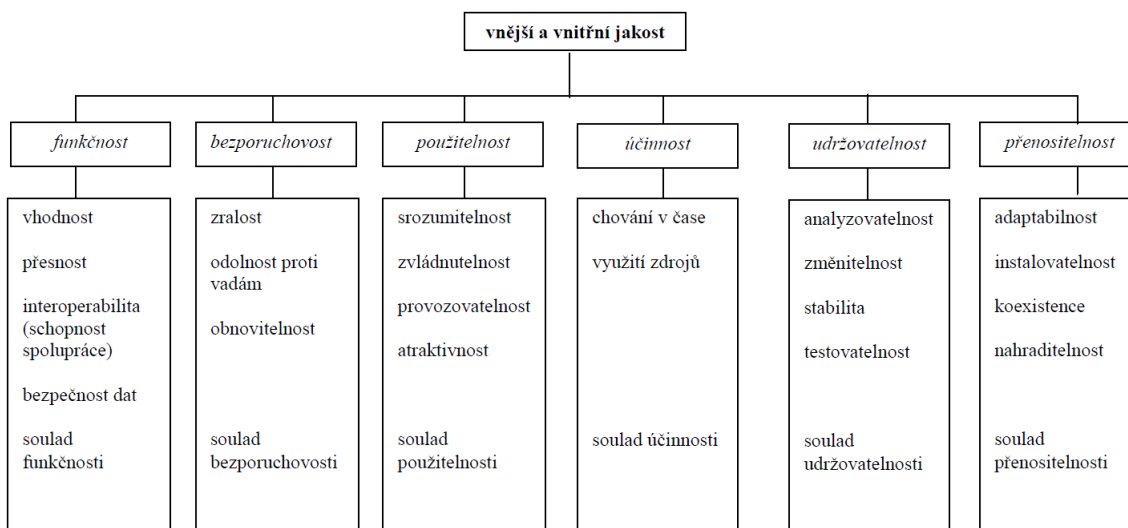 vnější a vnitřní jakost
funkčnost
bezporuchovost
použitelnost
účinnost
udržovatelnost
přenositelnost
vhodnost
přesnost
interoperabilita
(schopnost
spolupráce)
bezpečnost dat
soulad
funkčnosti
zralost
odolnost proti
vadám
obnovitelnost
soulad
bezporuchovosti
srozumitelnost
zvládnutelnost
provozovatelnost
atraktivnost
soulad
použitelnosti
chování v čase
využití zdrojů
soulad účinnosti
analyzovatelnost
změnitelnost
stabilita
testovatelnost
soulad
udržovatelnosti
adaptabilnost
instalovatelnost
koexistence
nahraditelnost
soulad
přenositelnosti